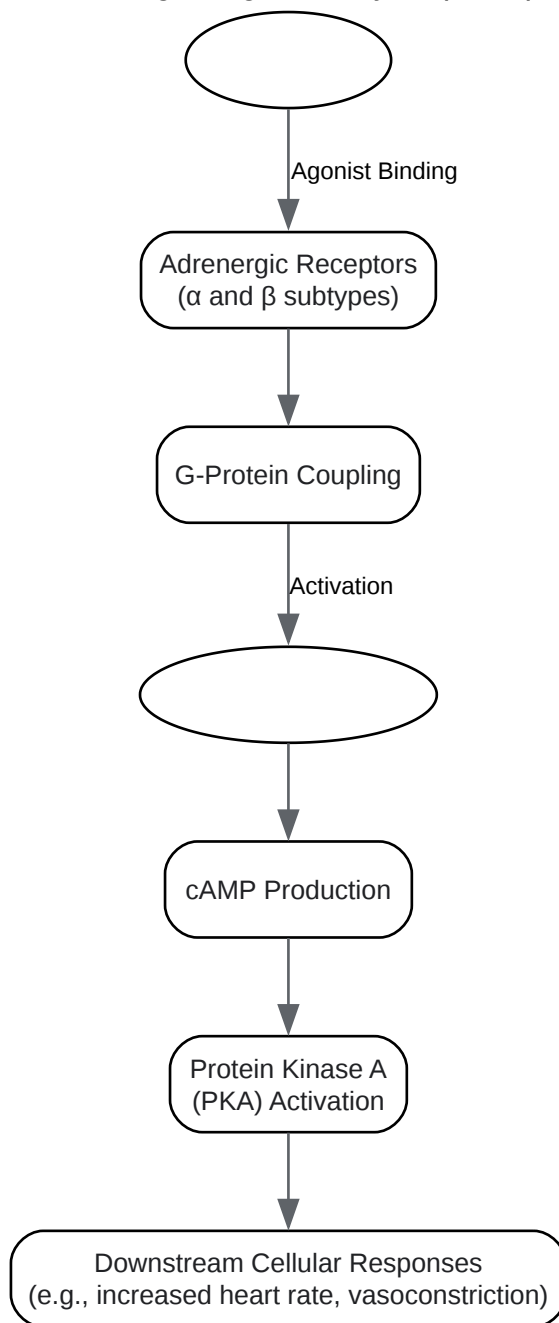 Agonist Binding
Adrenergic Receptors
(α and β subtypes)
G-Protein Coupling
Activation
cAMP Production
Protein Kinase A
(PKA) Activation
Downstream Cellular Responses
(e.g., increased heart rate, vasoconstriction)